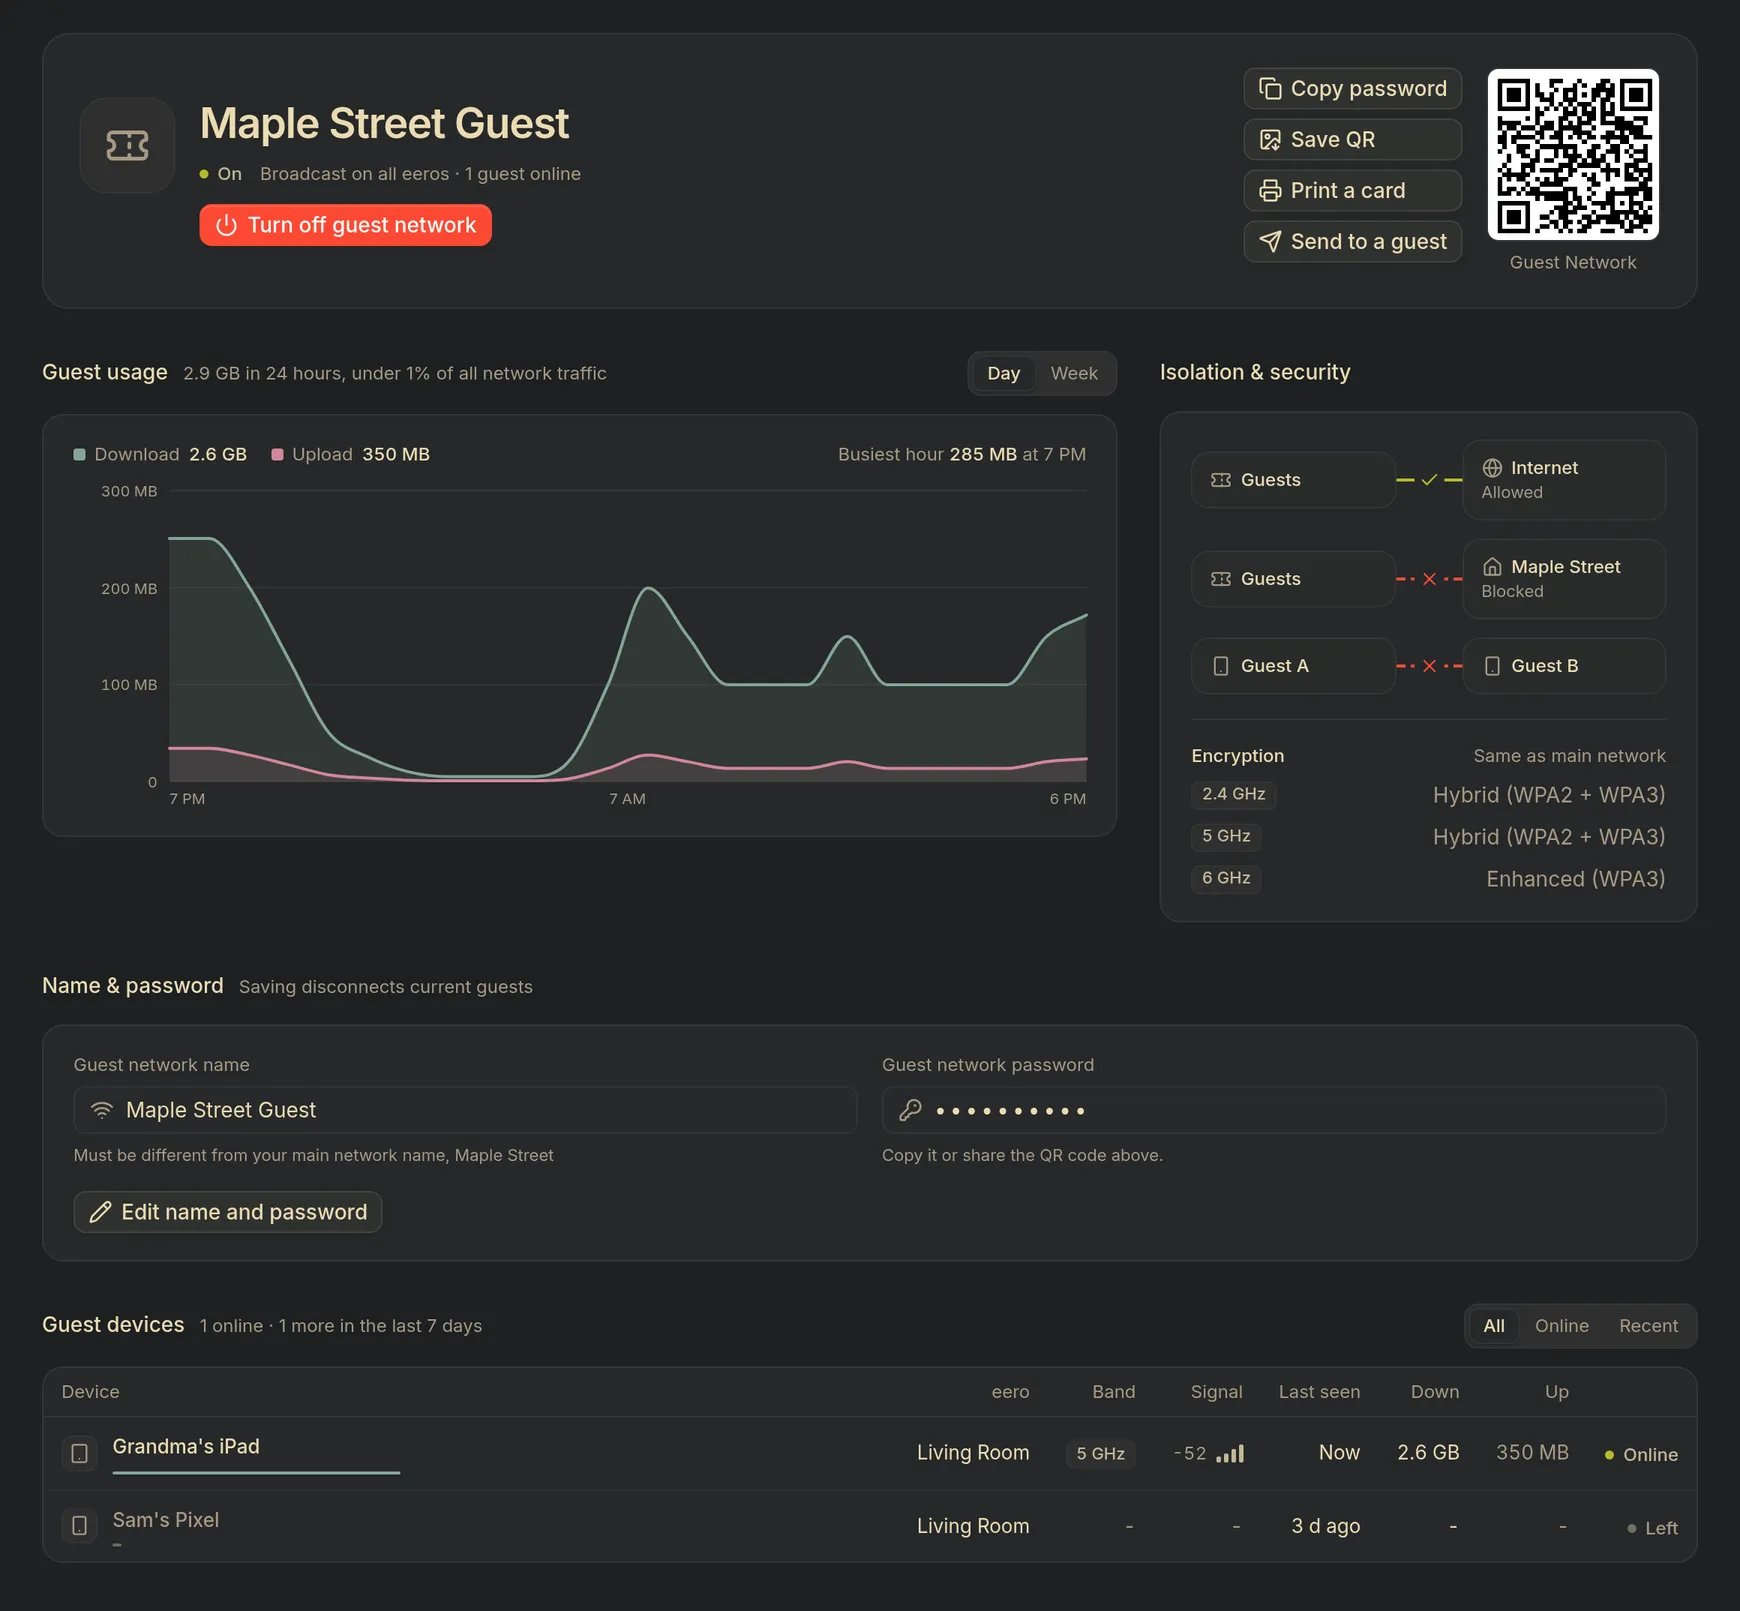 Maple Street Guest
On Broadcast on all eeros · 1 guest online
Turn off guest network
Copy password
Save QR
Print a card
Send to a guest
Guest Network
Guest usage 2.9 GB in 24 hours, under 1% of all network traffic
Day Week
Download 2.6 GB Upload 350 MB
Busiest hour 285 MB at 7 PM
300 MB
200 MB
100 MB
0
7 PM 7 AM 6 PM
Isolation & security
Guests
Internet
Allowed
Guests
Maple Street
Blocked
Guest A
Guest B
Encryption Same as main network
2.4 GHz Hybrid (WPA2 + WPA3)
5 GHz Hybrid (WPA2 + WPA3)
6 GHz Enhanced (WPA3)
Name & password Saving disconnects current guests
Guest network name
Maple Street Guest
Must be different from your main network name, Maple Street
Guest network password
••••••••••
Copy it or share the QR code above.
Edit name and password
Guest devices 1 online · 1 more in the last 7 days
All Online Recent
Device eero Band Signal Last seen Down Up
Grandma's iPad Living Room 5 GHz -52 Now 2.6 GB 350 MB Online
Sam's Pixel Living Room - - 3 d ago - - Left